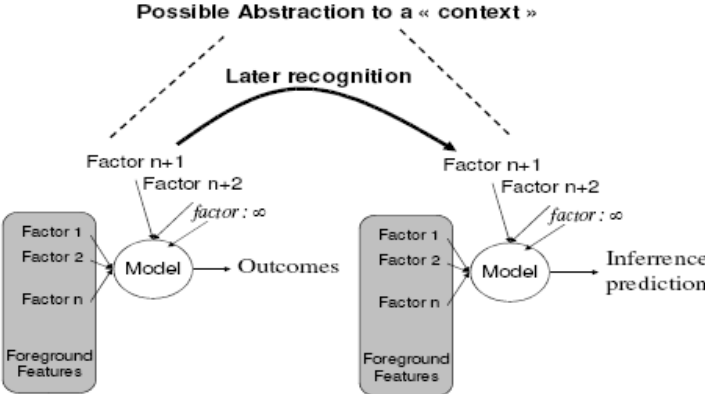 Possible Abstraction to a « context »
Later recognition
Factor n+1
Factor n+2
factor : ∞
Factor 1
Factor 2
Factor n
Foreground
Features
Model
Outcomes
Factor n+1
Factor n+2
factor : ∞
Factor 1
Factor 2
Factor n
Foreground
Features
Model
Inferrence
prediction